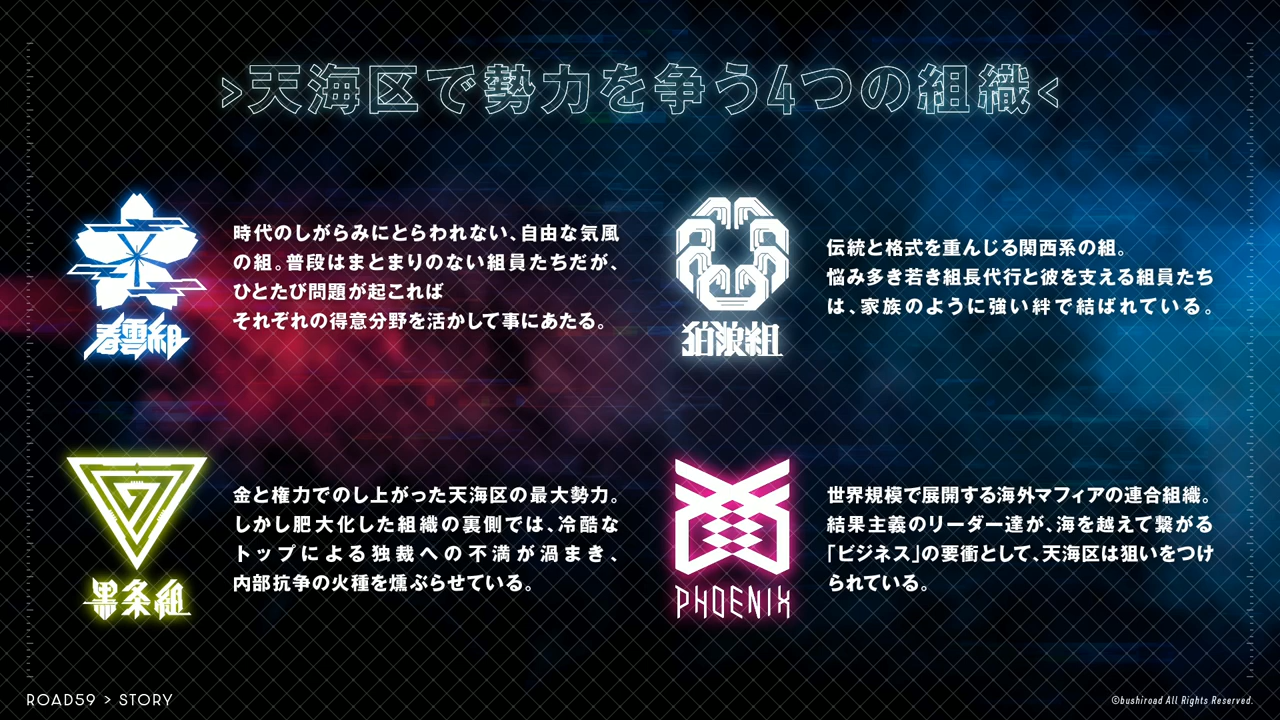 >天海区で勢力を争う4つの組織<
時代のしがらみにとらわれない、自由な気風
の組。普段はまとまりのない組員たちだが、
ひとたび問題が起これば
それぞれの得意分野を活かして事にあたる。
春雲組
伝統と格式を重んじる関西系の組。
悩み多き若き組長代行と彼を支える組員たち
は、家族のように強い絆で結ばれている。
狛浪組
金と権力でのし上がった天海区の最大勢力。
しかし肥大化した組織の裏側では、冷酷な
トップによる独裁への不満が渦まき、
内部抗争の火種を燻ぶらせている。
黒条組
世界規模で展開する海外マフィアの連合組織。
結果主義のリーダー達が、海を越えて繋がる
「ビジネス」の要衝として、天海区は狙いをつけ
られている。
PHOENIX
ROAD59 > STORY
©bushiroad All Rights Reserved.